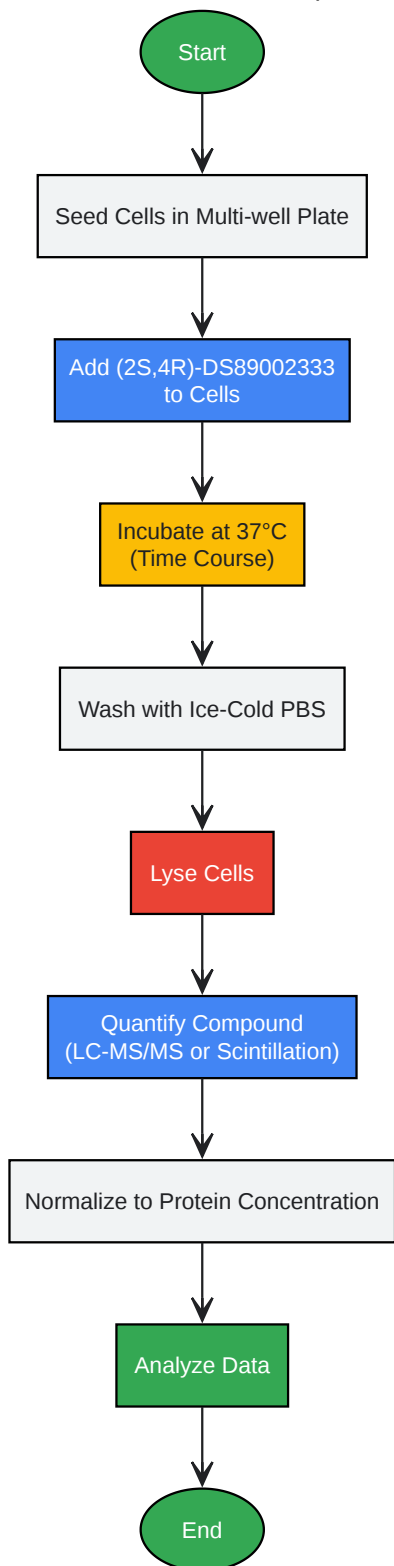 Start
Seed Cells in Multi-well Plate
Add (2S,4R)-DS89002333
to Cells
Incubate at 37°C
(Time Course)
Wash with Ice-Cold PBS
Lyse Cells
Quantify Compound
(LC-MS/MS or Scintillation)
Normalize to Protein Concentration
Analyze Data
End